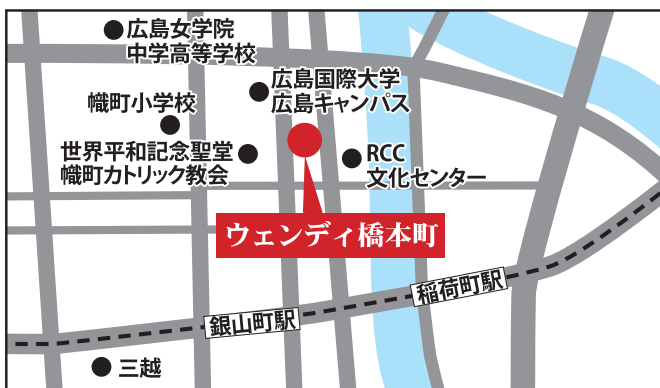 広島女学院
中学高等学校
広島国際大学
広島キャンパス
幟町小学校
世界平和記念聖堂
幟町カトリック教会
RCC
文化センター
ウェンディ橋本町
稲荷町駅
銀山町駅
三越